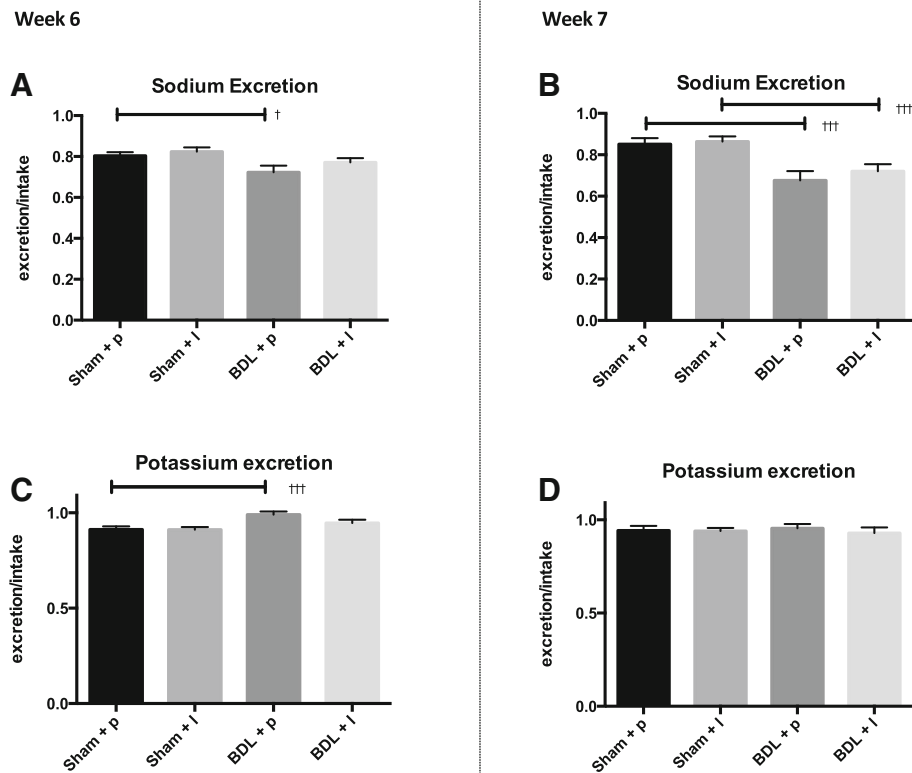 Week 6
Week 7
A
Sodium Excretion
†
1.0
0.8
0.6
0.4
0.2
0.0
excretion/intake
Sham + p
Sham + l
BDL + p
BDL + l
B
Sodium Excretion
†††
†††
1.0
0.8
0.6
0.4
0.2
0.0
excretion/intake
Sham + p
Sham + l
BDL + p
BDL + l
C
Potassium excretion
†††
1.0
0.5
0.0
excretion/intake
Sham + p
Sham + l
BDL + p
BDL + l
D
Potassium excretion
1.0
0.5
0.0
excretion/intake
Sham + p
Sham + l
BDL + p
BDL + l